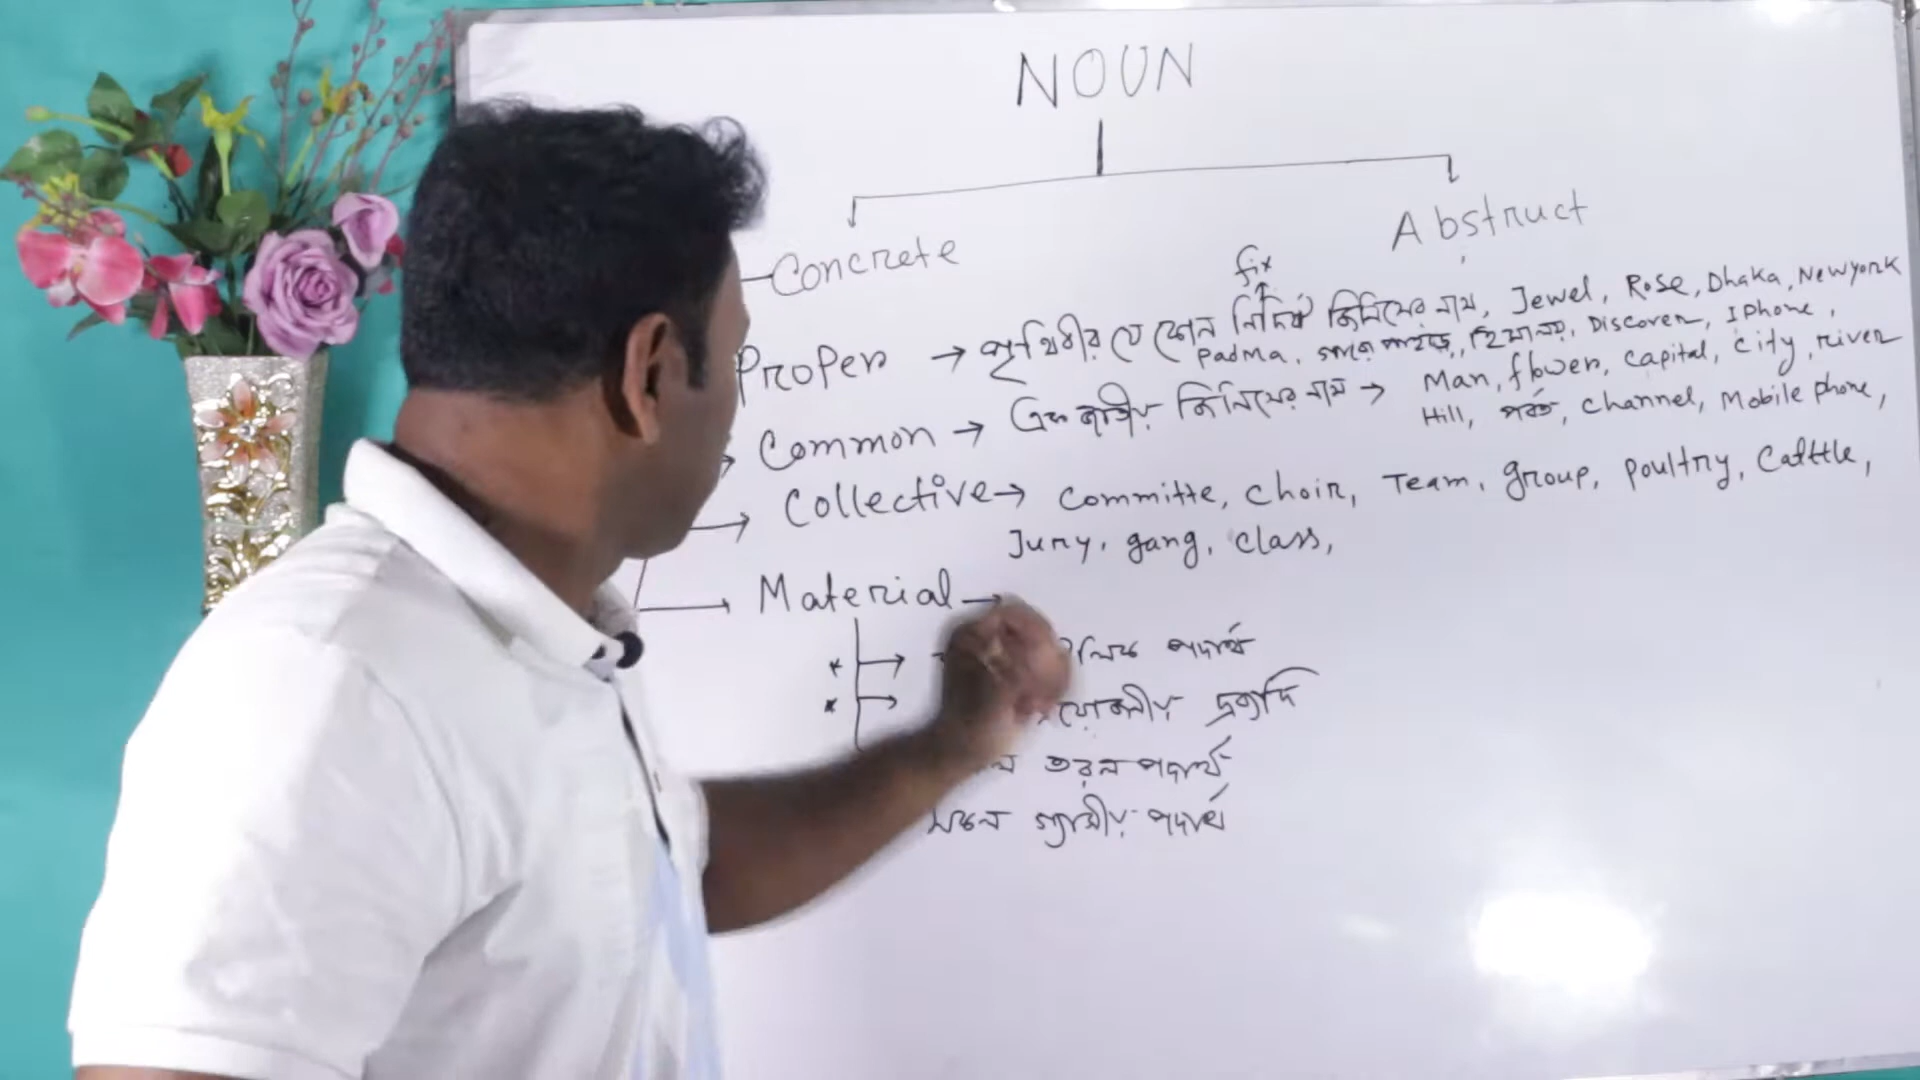 NOUN
Concrete
Abstruct
fix
Proper → পৃথিবীর যে কোন নির্দিষ্ট জিনিষের নাম, Jewel, Rose, Dhaka, Newyork
Padma, হিমালয়, Discover, IPhone,
Common → এক জাতীয় জিনিষের নাম → Man, flower, Capital, City, river
Hill, পর্বত, Channel, Mobile phone,
Collective → Committe, Choir, Team, Group, Poultry, Cattle,
Jury, gang, Class,
Material →
পদার্থ
দ্রব্যাদি
তরল পদার্থ
সকল গ্যাসীয় পদার্থ